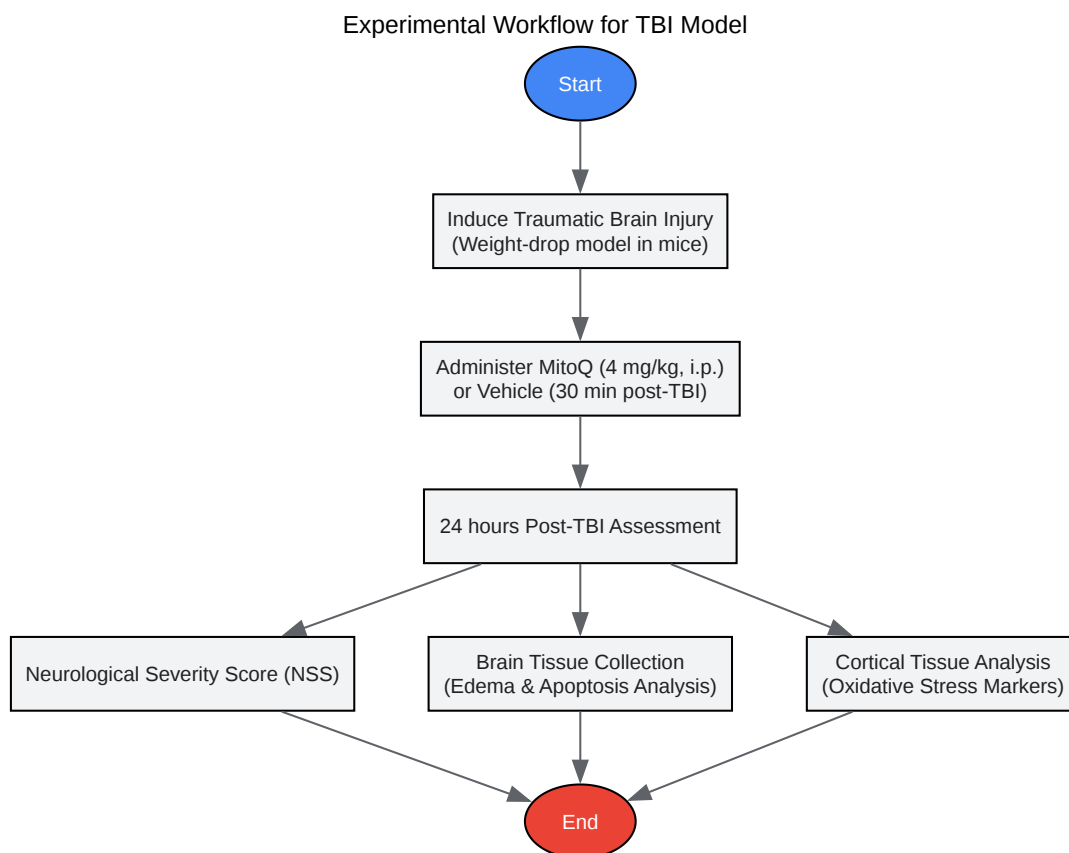 Experimental Workflow for TBI Model
Start
Induce Traumatic Brain Injury
(Weight-drop model in mice)
Administer MitoQ (4 mg/kg, i.p.)
or Vehicle (30 min post-TBI)
24 hours Post-TBI Assessment
Neurological Severity Score (NSS)
Brain Tissue Collection
(Edema & Apoptosis Analysis)
Cortical Tissue Analysis
(Oxidative Stress Markers)
End